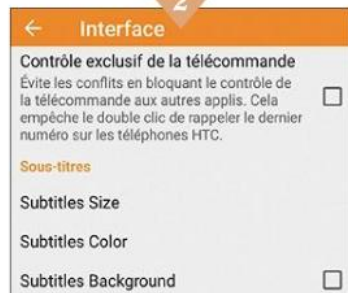 2
← Interface
Contrôle exclusif de la télécommande
Évite les conflits en bloquant le contrôle de
la télécommande aux autres applis. Cela
empêche le double clic de rappeler le dernier
numéro sur les téléphones HTC.
Sous-titres
Subtitles Size
Subtitles Color
Subtitles Background